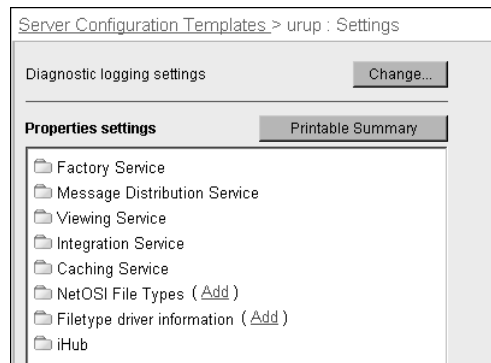 Server Configuration Templates > urup : Settings
Diagnostic logging settings Change...
Properties settings Printable Summary
Factory Service
Message Distribution Service
Viewing Service
Integration Service
Caching Service
NetOSI File Types ( Add )
Filetype driver information ( Add )
iHub